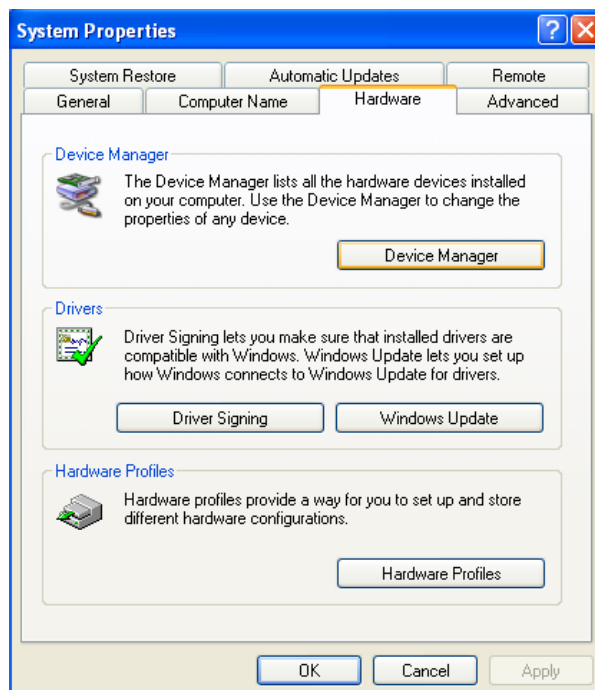 System Properties
System Restore Automatic Updates Remote
General Computer Name Hardware Advanced
Device Manager
The Device Manager lists all the hardware devices installed
on your computer. Use the Device Manager to change the
properties of any device.
Device Manager
Drivers
Driver Signing lets you make sure that installed drivers are
compatible with Windows. Windows Update lets you set up
how Windows connects to Windows Update for drivers.
Driver Signing Windows Update
Hardware Profiles
Hardware profiles provide a way for you to set up and store
different hardware configurations.
Hardware Profiles
OK Cancel Apply